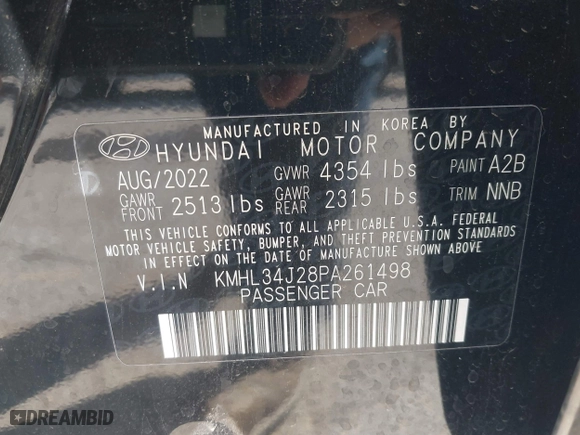 MANUFACTURED IN KOREA BY
HYUNDAI MOTOR COMPANY
AUG/2022 GVWR 4354 lbs PAINT A2B
GAWR FRONT 2513 lbs GAWR REAR 2315 lbs TRIM NNB
THIS VEHICLE CONFORMS TO ALL APPLICABLE U.S.A. FEDERAL
MOTOR VEHICLE SAFETY, BUMPER, AND THEFT PREVENTION STANDARDS
IN EFFECT ON THE DATE OF MANUFACTURE SHOWN ABOVE
V.I.N KMHL34J28PA261498
PASSENGER CAR
DREAMBID